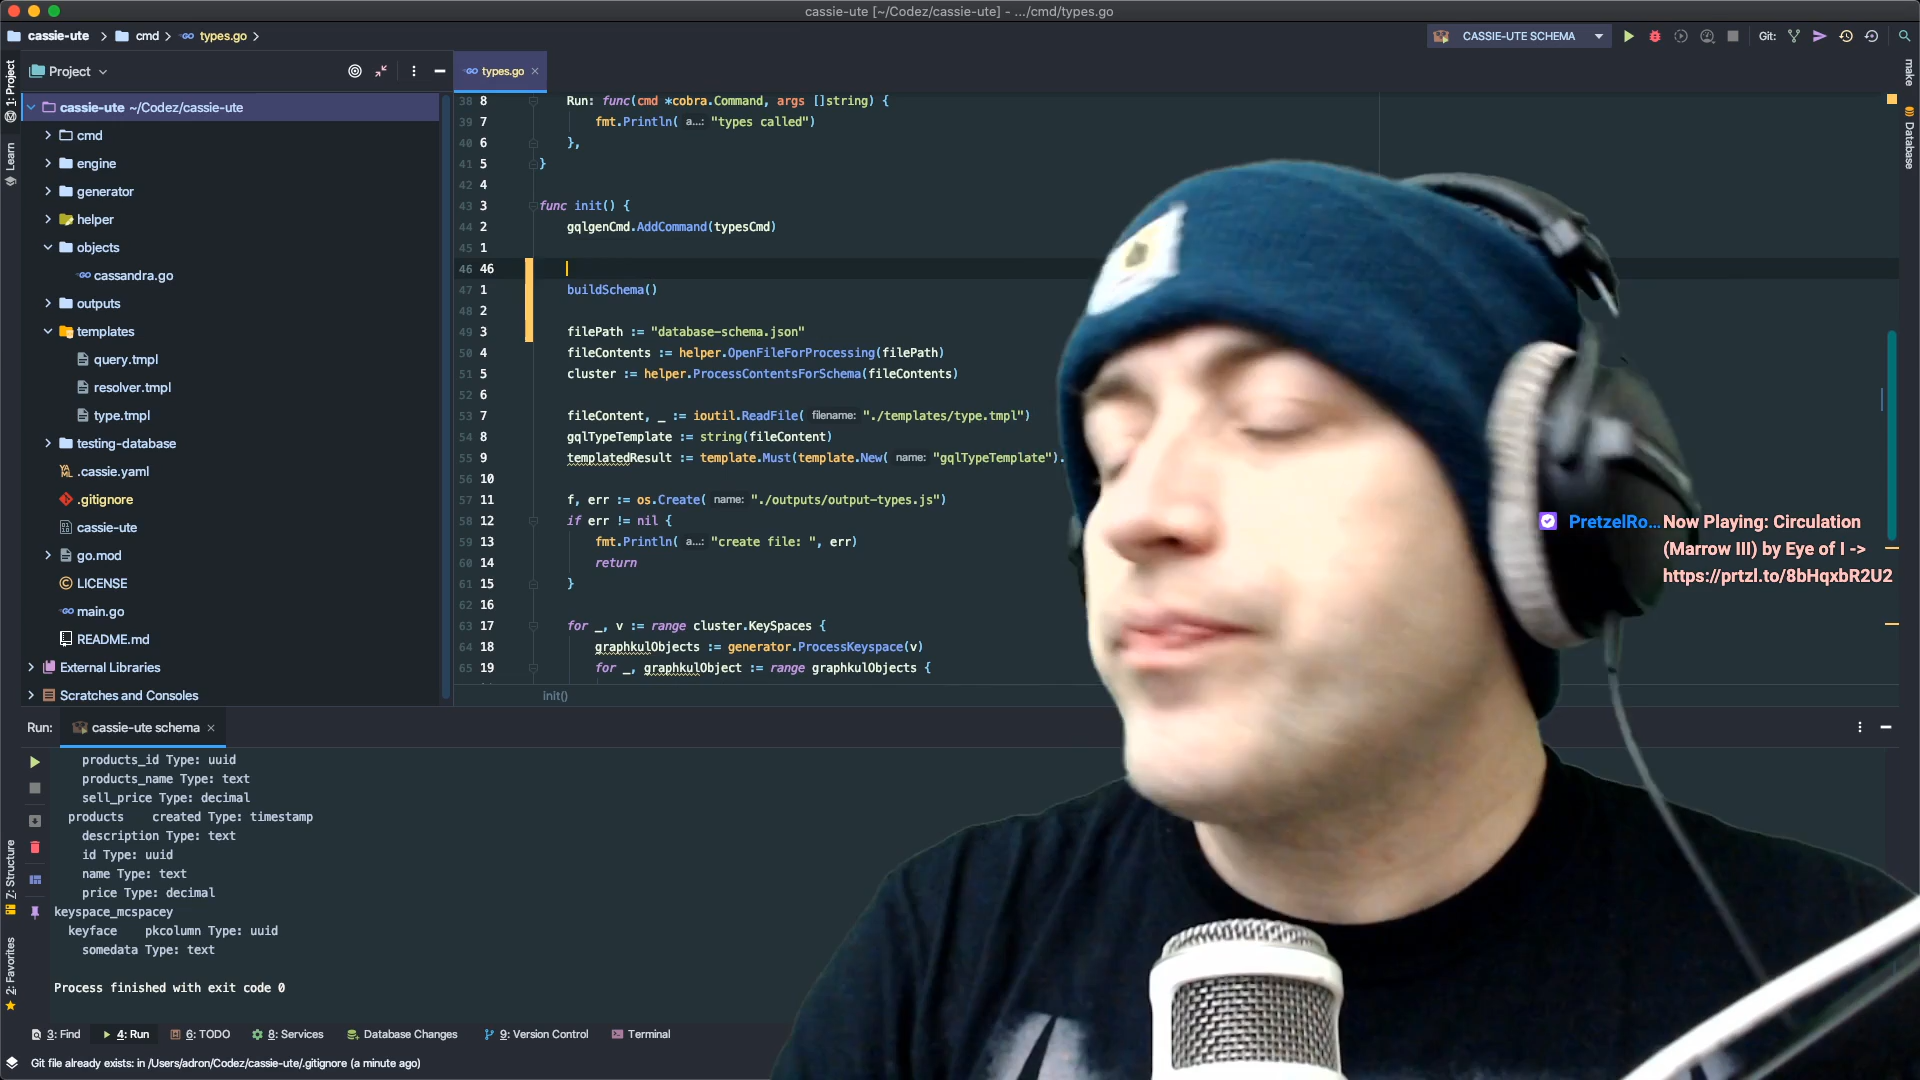 cassie-ute [~/Codez/cassie-ute] - .../cmd/types.go
cassie-ute > cmd > types.go >
CASSIE-UTE SCHEMA
Git:
1: Project
Learn
Z: Structure
2: Favorites
make
Database
Project
cassie-ute ~/Codez/cassie-ute
cmd
engine
generator
helper
objects
cassandra.go
outputs
templates
query.tmpl
resolver.tmpl
type.tmpl
testing-database
.cassie.yaml
.gitignore
cassie-ute
go.mod
LICENSE
main.go
README.md
External Libraries
Scratches and Consoles
types.go ×
38 8 Run: func(cmd *cobra.Command, args []string) {
39 7 fmt.Println( a...: "types called")
40 6 },
41 5 }
42 4
43 3 func init() {
44 2 gqlgenCmd.AddCommand(typesCmd)
45 1
46 46
47 1 buildSchema()
48 2
49 3 filePath := "database-schema.json"
50 4 fileContents := helper.OpenFileForProcessing(filePath)
51 5 cluster := helper.ProcessContentsForSchema(fileContents)
52 6
53 7 fileContent, _ := ioutil.ReadFile( filename: "./templates/type.tmpl")
54 8 gqlTypeTemplate := string(fileContent)
55 9 templatedResult := template.Must(template.New( name: "gqlTypeTemplate").
56 10
57 11 f, err := os.Create( name: "./outputs/output-types.js")
58 12 if err != nil {
59 13 fmt.Println( a...: "create file: ", err)
60 14 return
61 15 }
62 16
63 17 for _, v := range cluster.KeySpaces {
64 18 graphkulObjects := generator.ProcessKeyspace(v)
65 19 for _, graphkulObject := range graphkulObjects {
init()
PretzelRo... Now Playing: Circulation
(Marrow III) by Eye of I ->
https://prtzl.to/8bHqxbR2U2
Run: cassie-ute schema ×
products_id Type: uuid
products_name Type: text
sell_price Type: decimal
products created Type: timestamp
description Type: text
id Type: uuid
name Type: text
price Type: decimal
keyspace_mcspacey
keyface pkcolumn Type: uuid
somedata Type: text
Process finished with exit code 0
3: Find 4: Run 6: TODO 8: Services Database Changes 9: Version Control Terminal
Git file already exists: in /Users/adron/Codez/cassie-ute/.gitignore (a minute ago)